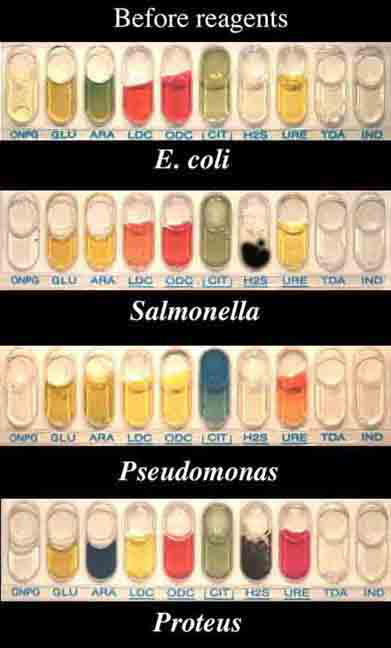 Before reagents
ONPG GLU ARA LDC ODC |CIT| H2S URE TDA IND
E. coli
ONPG GLU ARA LDC ODC |CIT| H2S URE TDA IND
Salmonella
ONPG GLU ARA LDC ODC |CIT| H2S URE TDA IND
Pseudomonas
ONPG GLU ARA LDC ODC |CIT| H2S URE TDA IND
Proteus